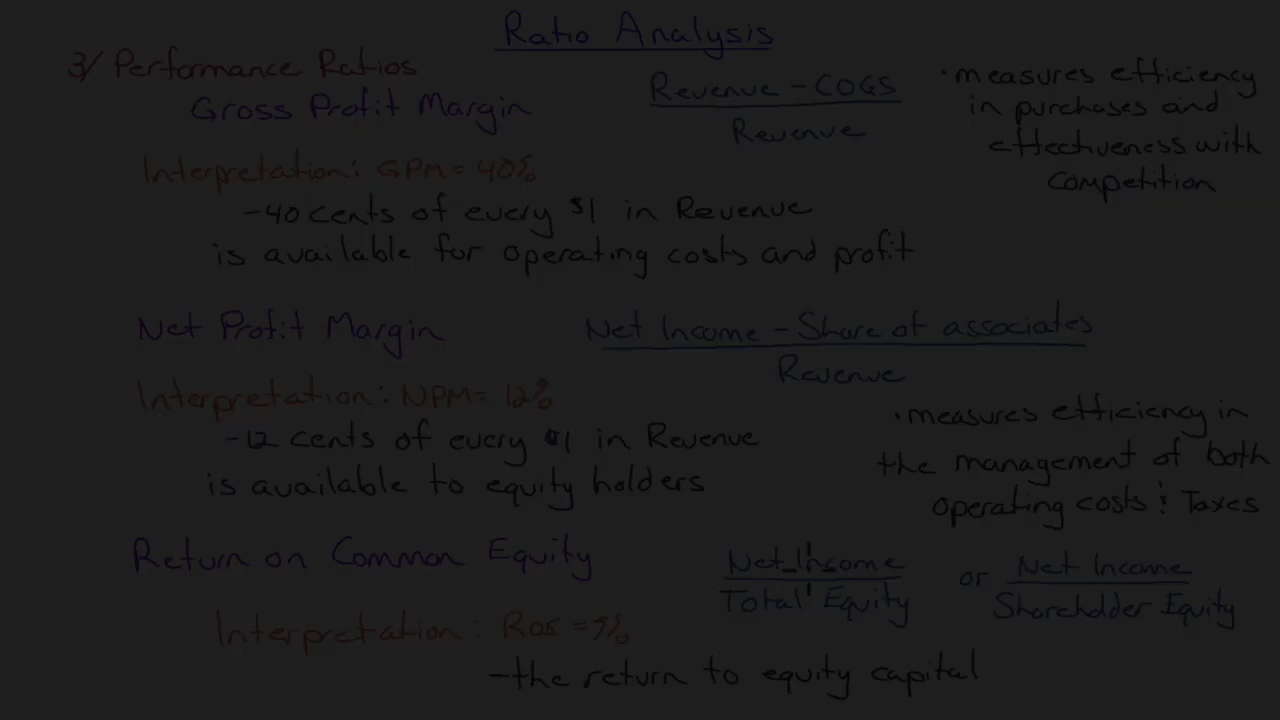 Ratio Analysis
3/ Performance Ratios
Gross Profit Margin
Revenue - COGS
Revenue
• measures efficiency
in purchases and
effectiveness with
competition
Interpretation: GPM = 40%
- 40 cents of every $1 in Revenue
is available for operating costs and profit
Net Profit Margin
Net Income - Share of associates
Revenue
Interpretation: NPM = 12%
- 12 cents of every $1 in Revenue
is available to equity holders
• measures efficiency in
the management of both
operating costs & Taxes
Return on Common Equity
Net Income
Total Equity
or
Net Income
Shareholder Equity
Interpretation:
- the return to equity capital